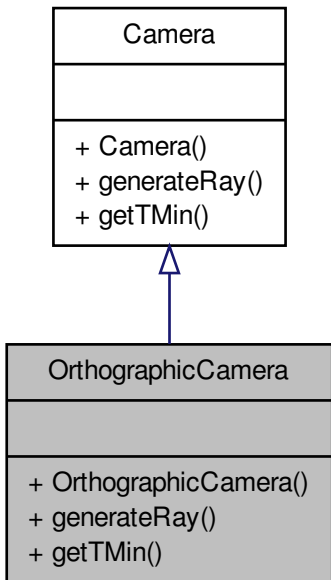 Camera
+ Camera()
+ generateRay()
+ getTMin()
OrthographicCamera
+ OrthographicCamera()
+ generateRay()
+ getTMin()